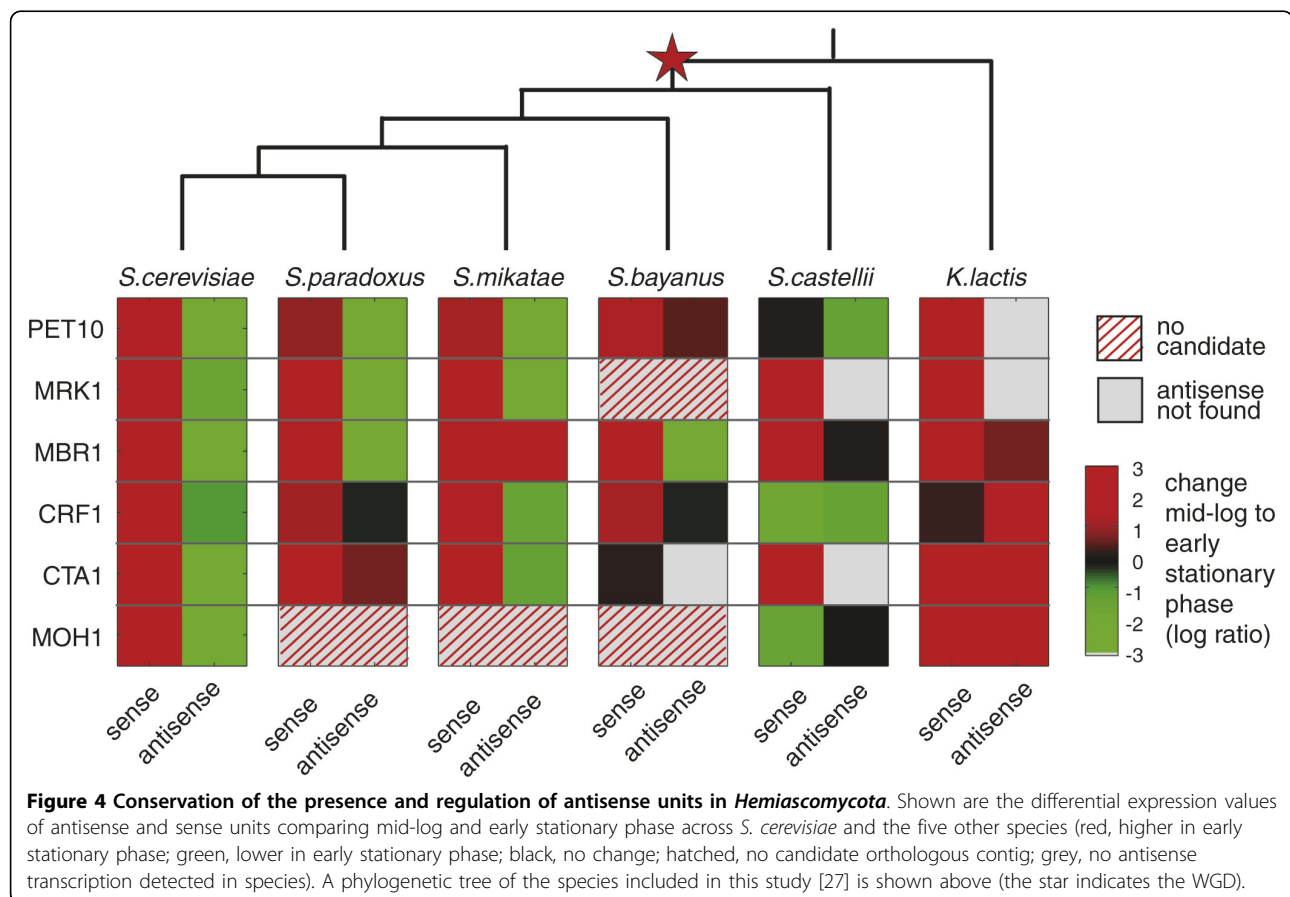 S.cerevisiae S.paradoxus S.mikatae S.bayanus S.castellii K.lactis
PET10
MRK1
MBR1
CRF1
CTA1
MOH1
sense antisense sense antisense sense antisense sense antisense sense antisense sense antisense
no
candidate
antisense
not found
3
2
1
0
-1
-2
-3
change
mid-log to
early
stationary
phase
(log ratio)
Figure 4 Conservation of the presence and regulation of antisense units in Hemiascomycota. Shown are the differential expression values
of antisense and sense units comparing mid-log and early stationary phase across S. cerevisiae and the five other species (red, higher in early
stationary phase; green, lower in early stationary phase; black, no change; hatched, no candidate orthologous contig; grey, no antisense
transcription detected in species). A phylogenetic tree of the species included in this study [27] is shown above (the star indicates the WGD).